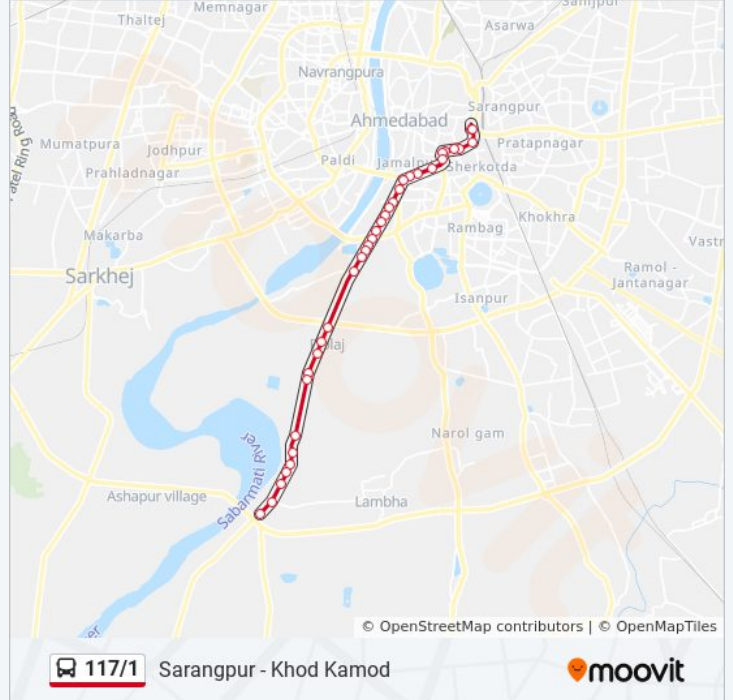 Memnagar
Thaltej
Sanijpur
Asarwa
Navrangpura
Sarangpur
Ahmedabad
Mumatpura
Jodhpur
Paldi
Jamalpur
Pratapnagar
Prahladnagar
Sherkotda
Khokhra
Rambag
Makarba
Vastr
Sarkhej
Ramol -
Jantanagar
Isanpur
Narol gam
Sabarmati River
Ashapur village
Lambha
© OpenStreetMap contributors | © OpenMapTiles
117/1 Sarangpur - Khod Kamod
moovit